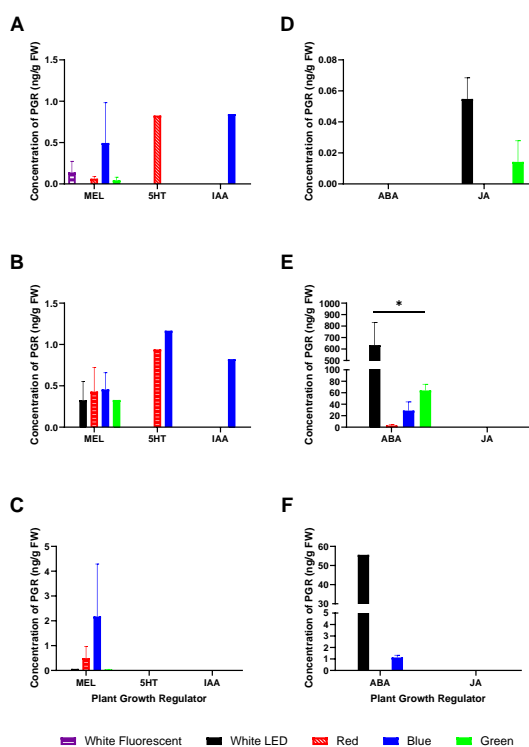 A
Concentration of PGR (ng/g FW)
1.5
1.0
0.5
0.0
MEL 5HT IAA
D
Concentration of PGR (ng/g FW)
0.08
0.06
0.04
0.02
0.00
ABA JA
B
Concentration of PGR (ng/g FW)
1.5
1.0
0.5
0.0
MEL 5HT IAA
E
Concentration of PGR (ng/g FW)
1000
900
800
700
600
500
100
80
60
40
20
0
*
ABA JA
C
Concentration of PGR (ng/g FW)
5
4
3
2
1
0
MEL 5HT IAA
Plant Growth Regulator
F
Concentration of PGR (ng/g FW)
60
50
40
30
5
4
3
2
1
0
ABA JA
Plant Growth Regulator
White Fluorescent White LED Red Blue Green